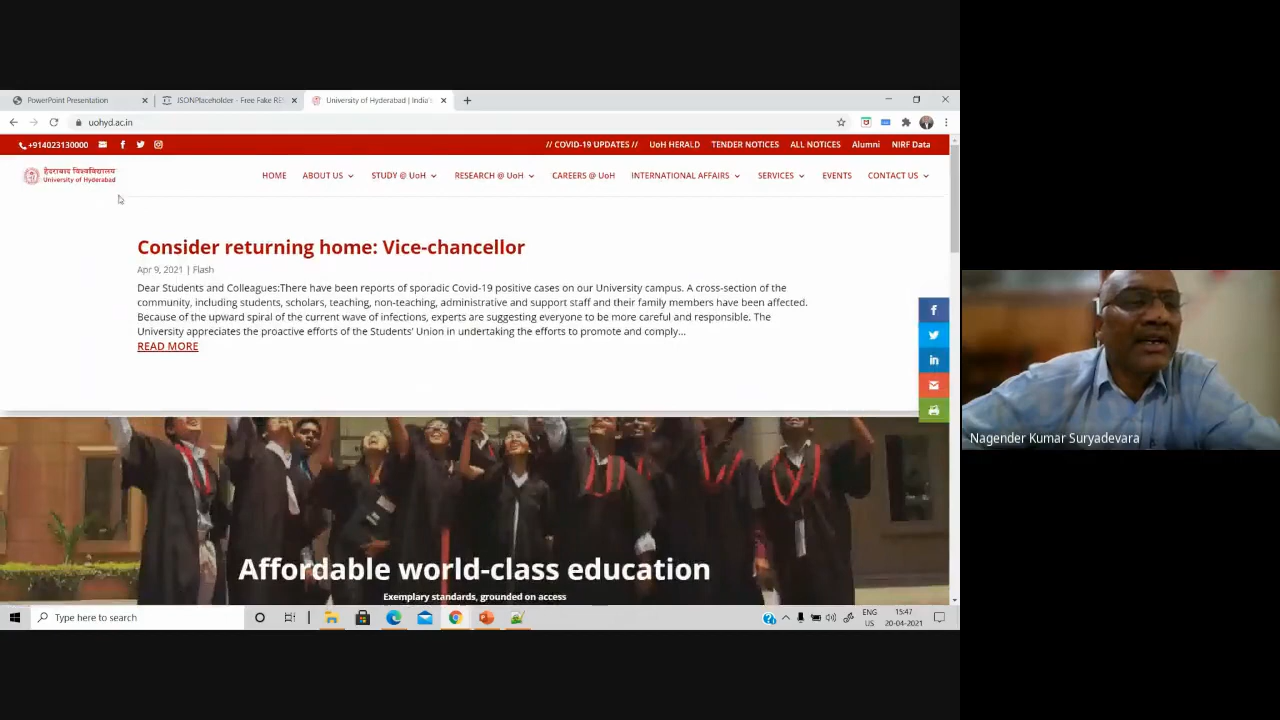 PowerPoint Presentation
JSONPlaceholder - Free Fake RE
University of Hyderabad | India's
uohyd.ac.in
+914023130000
// COVID-19 UPDATES // UoH HERALD TENDER NOTICES ALL NOTICES Alumni NIRF Data
हैदराबाद विश्वविद्यालय
University of Hyderabad
HOME ABOUT US STUDY @ UoH RESEARCH @ UoH CAREERS @ UoH INTERNATIONAL AFFAIRS SERVICES EVENTS CONTACT US
Consider returning home: Vice-chancellor
Apr 9, 2021 | Flash
Dear Students and Colleagues:There have been reports of sporadic Covid-19 positive cases on our University campus. A cross-section of the
community, including students, scholars, teaching, non-teaching, administrative and support staff and their family members have been affected.
Because of the upward spiral of the current wave of infections, experts are suggesting everyone to be more careful and responsible. The
University appreciates the proactive efforts of the Students' Union in undertaking the efforts to promote and comply...
READ MORE
Affordable world-class education
Exemplary standards, grounded on access
Nagender Kumar Suryadevara
Type here to search
ENG
US
15:47
20-04-2021